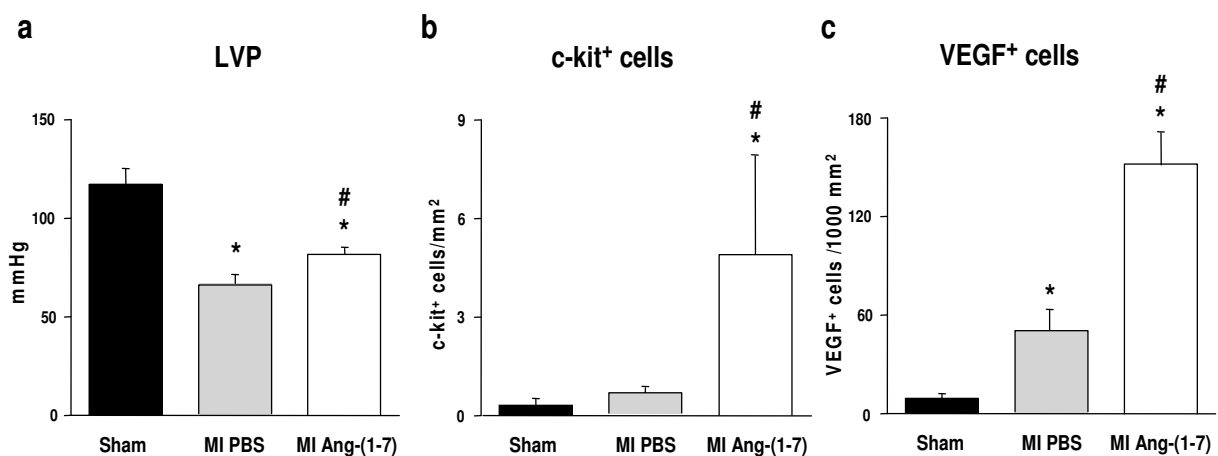 a
LVP
mmHg
150
100
50
0
#
*
*
Sham
MI PBS
MI Ang-(1-7)
b
c-kit⁺ cells
c-kit⁺ cells/mm²
9
6
3
0
#
*
Sham
MI PBS
MI Ang-(1-7)
c
VEGF⁺ cells
VEGF⁺ cells /1000 mm²
180
160
60
0
#
*
*
Sham
MI PBS
MI Ang-(1-7)